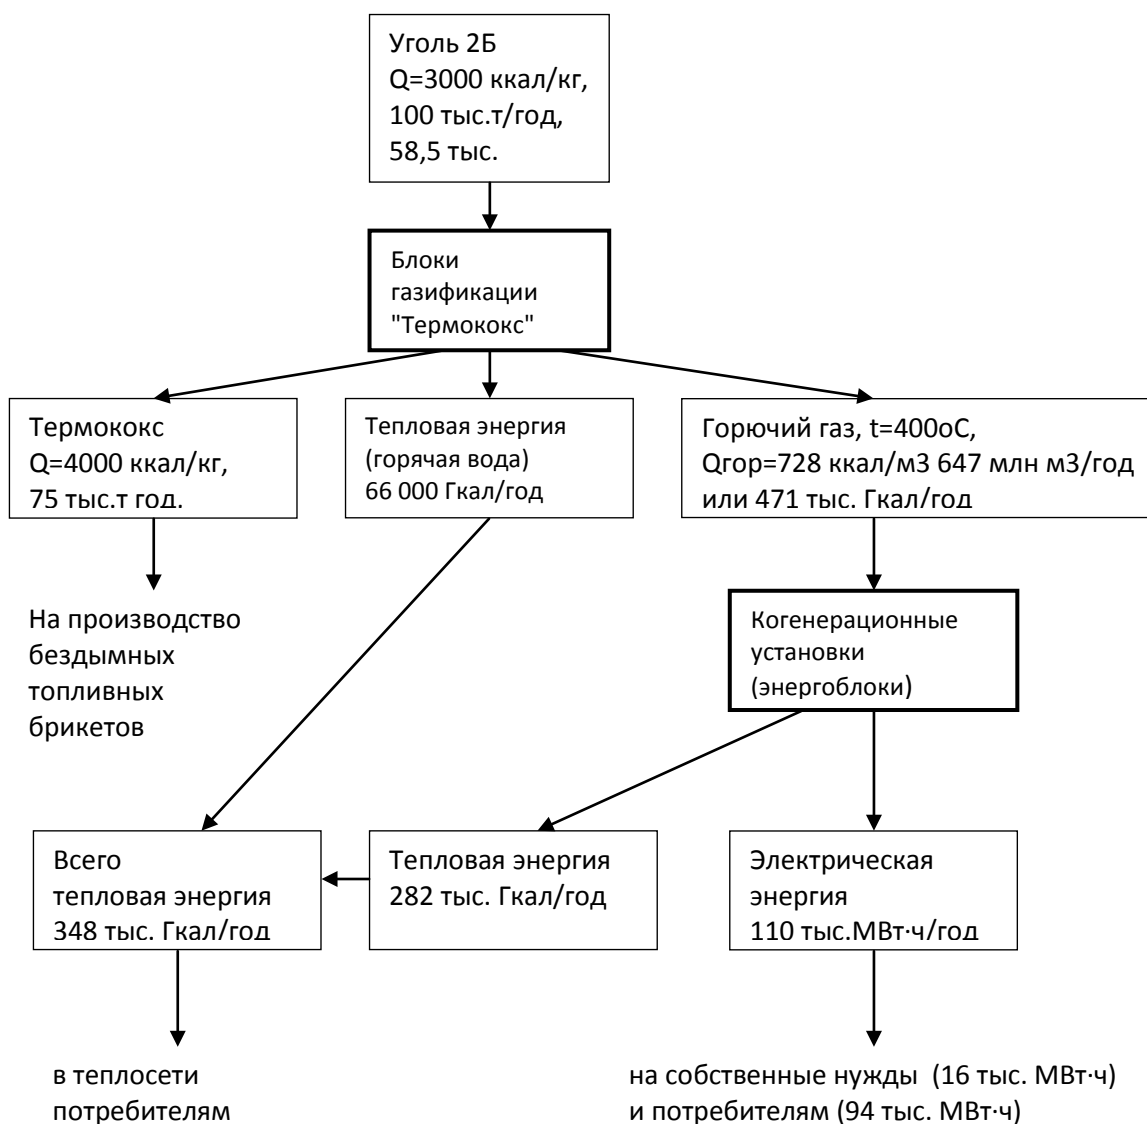 Уголь 2Б
Q=3000 ккал/кг,
100 тыс.т/год,
58,5 тыс.
Блоки
газификации
"Термококс"
Термококс
Q=4000 ккал/кг,
75 тыс.т год.
Тепловая энергия
(горячая вода)
66 000 Гкал/год
Горючий газ, t=400оС,
Qгор=728 ккал/м3 647 млн м3/год
или 471 тыс. Гкал/год
На производство
бездымных
топливных
брикетов
Когенерационные
установки
(энергоблоки)
Всего
тепловая энергия
348 тыс. Гкал/год
Тепловая энергия
282 тыс. Гкал/год
Электрическая
энергия
110 тыс.МВт·ч/год
в теплосети
потребителям
на собственные нужды (16 тыс. МВт·ч)
и потребителям (94 тыс. МВт·ч)